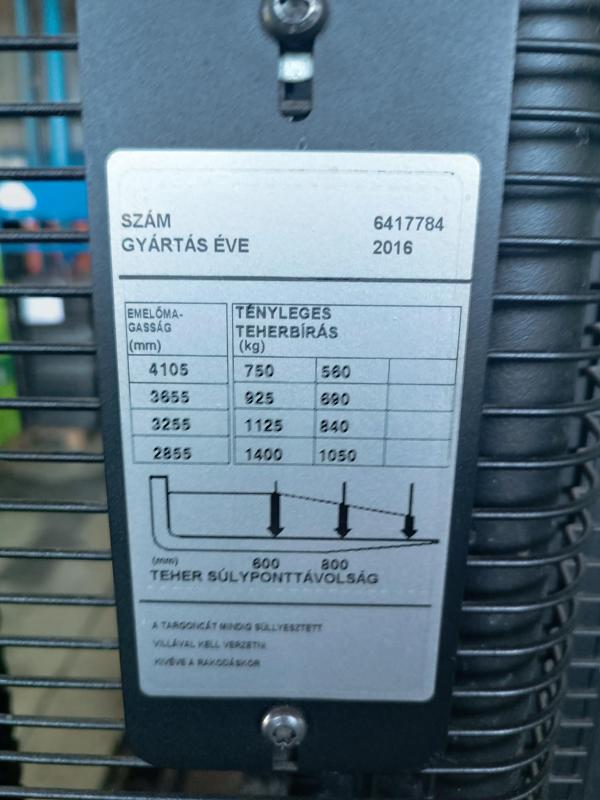 SZÁM 6417784
GYÁRTÁS ÉVE 2016
EMELŐMA-
GASSÁG
(mm)
TÉNYLEGES
TEHERBÍRÁS
(kg)
4105 750 560
3655 925 690
3255 1125 840
2855 1400 1050
(mm) 600 800
TEHER SÚLYPONTTÁVOLSÁG
A TARGONCÁT MINDIG SÜLLYESZTETT
VILLÁVAL KELL VERZETNI
KIVÉVE A RAKODÁSKOR